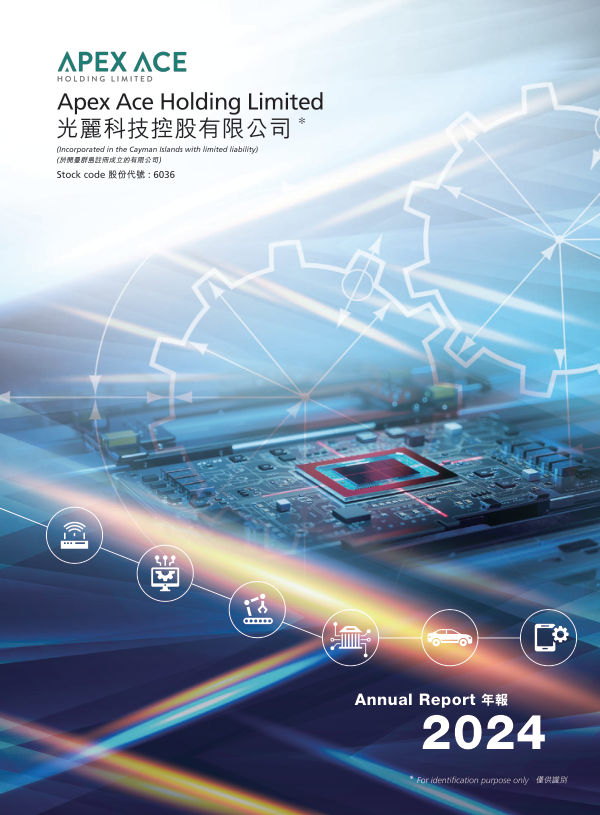 APEX ACE
HOLDING LIMITED
Apex Ace Holding Limited
光麗科技控股有限公司 *
(Incorporated in the Cayman Islands with limited liability)
(於開曼群島註冊成立的有限公司)
Stock code 股份代號 : 6036
Annual Report 年報
2024
* For identification purpose only 僅供識別